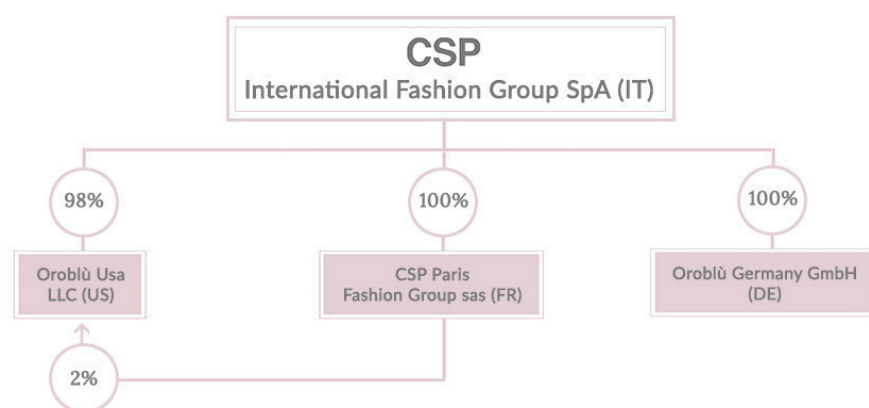 CSP
International Fashion Group SpA (IT)
98%
100%
100%
Oroblù Usa
LLC (US)
CSP Paris
Fashion Group sas (FR)
Oroblù Germany GmbH
(DE)
2%